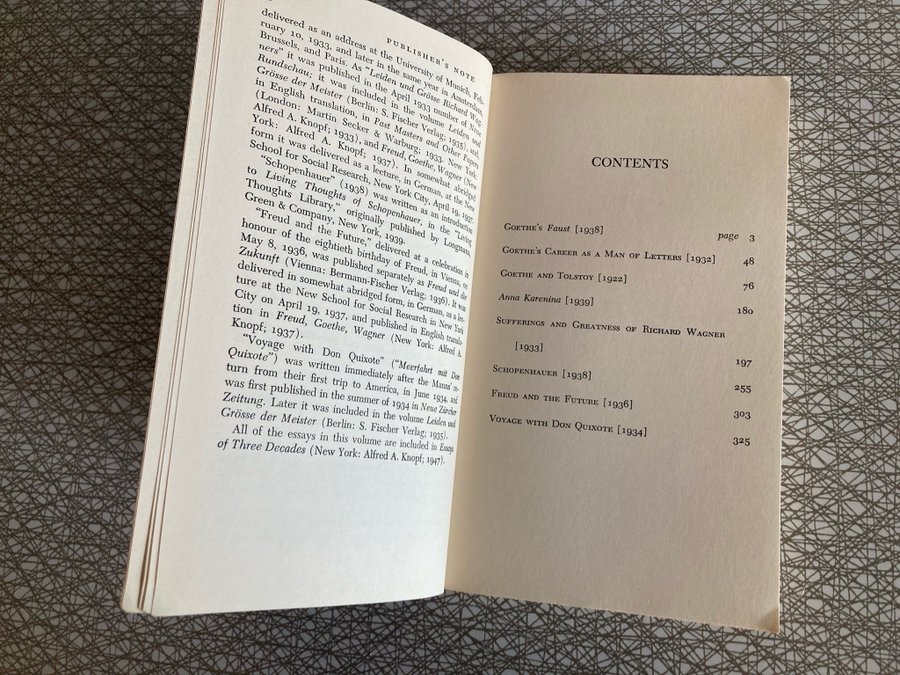 PUBLISHER'S NOTE
delivered as an address at the University of Munich, Feb-
ruary 10, 1933, and later in the same year in Amsterdam,
Brussels, and Paris. As "Leiden und Grösse Richard Wag-
ners" it was published in the April 1933 number of Neue
Rundschau; it was included in the volume Leiden und
Grösse der Meister (Berlin: S. Fischer Verlag; 1935), and,
in English translation, in Past Masters and Other Papers
(London: Martin Secker & Warburg; 1933. New York:
Alfred A. Knopf; 1933), and Freud, Goethe, Wagner (New
York: Alfred A. Knopf; 1937). In somewhat abridged
form it was delivered as a lecture, in German, at the New
School for Social Research, New York City, April 19, 1937.
"Schopenhauer" (1938) was written as an introduction
to Living Thoughts of Schopenhauer, in the "Living
Thoughts Library," originally published by Longmans,
Green & Company, New York, 1939.
"Freud and the Future," delivered at a celebration in
honour of the eightieth birthday of Freud, in Vienna, on
May 8, 1936, was published separately as Freud und die
Zukunft (Vienna: Bermann-Fischer Verlag; 1936). It was
delivered in somewhat abridged form, in German, as a lec-
ture at the New School for Social Research in New York
City on April 19, 1937, and published in English transla-
tion in Freud, Goethe, Wagner (New York: Alfred A.
Knopf; 1937).
"Voyage with Don Quixote" ("Meerfahrt mit Don
Quixote") was written immediately after the Manns' re-
turn from their first trip to America, in June 1934, and
was first published in the summer of 1934 in Neue Zürcher
Zeitung. Later it was included in the volume Leiden und
Grösse der Meister (Berlin: S. Fischer Verlag; 1935).
All of the essays in this volume are included in Essays
of Three Decades (New York: Alfred A. Knopf; 1947).
CONTENTS
Goethe's Faust [1938] page 3
Goethe's Career as a Man of Letters [1932] 48
Goethe and Tolstoy [1922] 76
Anna Karenina [1939] 180
Sufferings and Greatness of Richard Wagner
[1933] 197
Schopenhauer [1938] 255
Freud and the Future [1936] 303
Voyage with Don Quixote [1934] 325